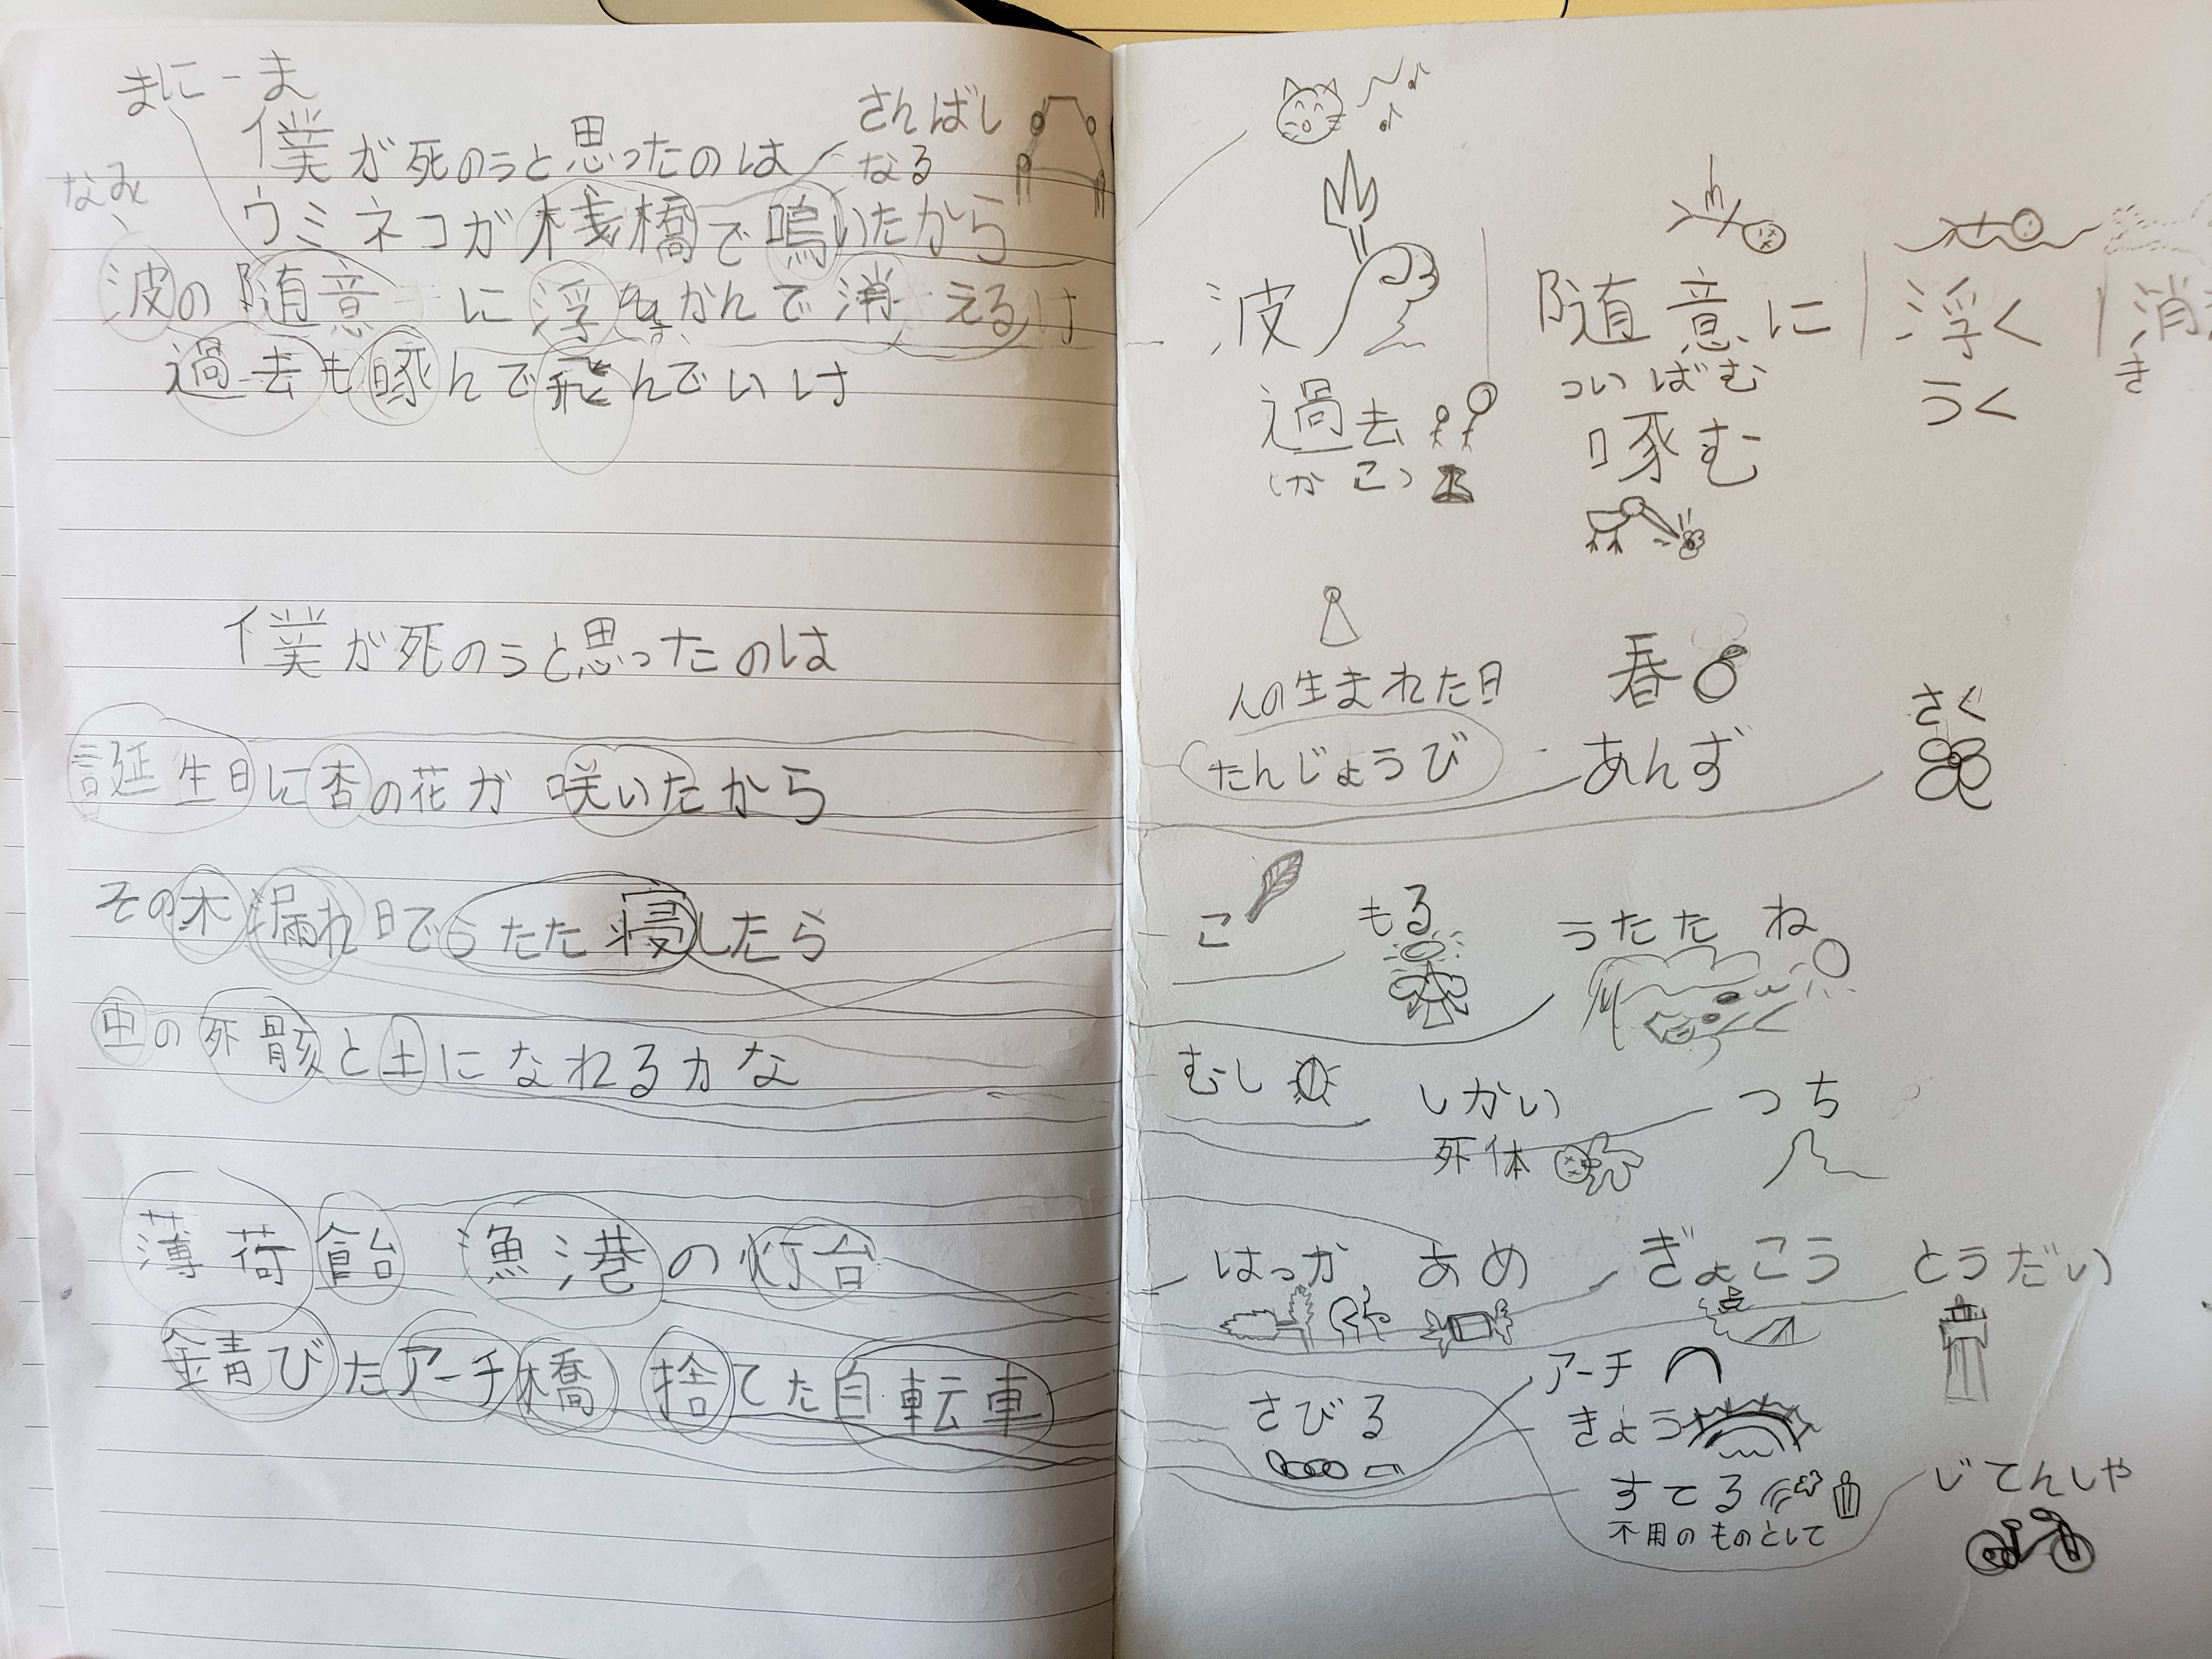 まにーま
さんばし
僕が死のうと思ったのは
なみ
なる
ウミネコが桟橋で鳴いたから
波の随意に浮かんで消える
過去も啄んで飛んでいけ
僕が死のうと思ったのは
誕生日に杏の花が咲いたから
その木漏れ日でうたた寝したら
虫の死骸と土になれるかな
薄荷飴 漁港の灯台
金青びたアーチ橋 捨てた自転車
波
随意に
浮く
うく
過去
かこ
ついばむ
啄む
人の生まれた日
たんじょうび
春
あんず
さく
こ
もる
うたた ね
むし
しがい
死体
つち
はっか あめ
ぎょこう
とうだい
さびる
アーチ
きょう
すてる
不用のものとして
じてんしゃ